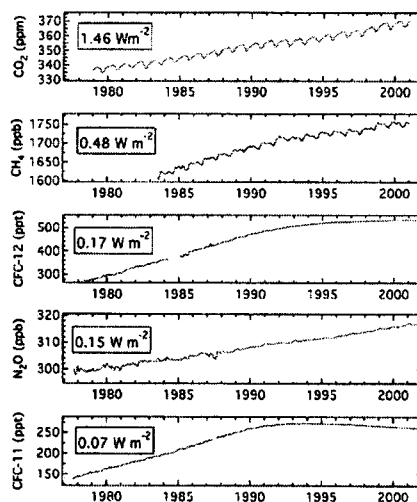 CO₂ (ppm)
370
360
350
340
330
1.46 Wm⁻²
1980 1985 1990 1995 2000
CH₄ (ppb)
1750
1700
1650
1600
0.48 W m⁻²
1980 1985 1990 1995 2000
CFC-12 (ppt)
500
400
300
0.17 W m⁻²
1980 1985 1990 1995 2000
N₂O (ppb)
320
310
300
0.15 W m⁻²
1980 1985 1990 1995 2000
CFC-11 (ppt)
250
200
150
0.07 W m⁻²
1980 1985 1990 1995 2000